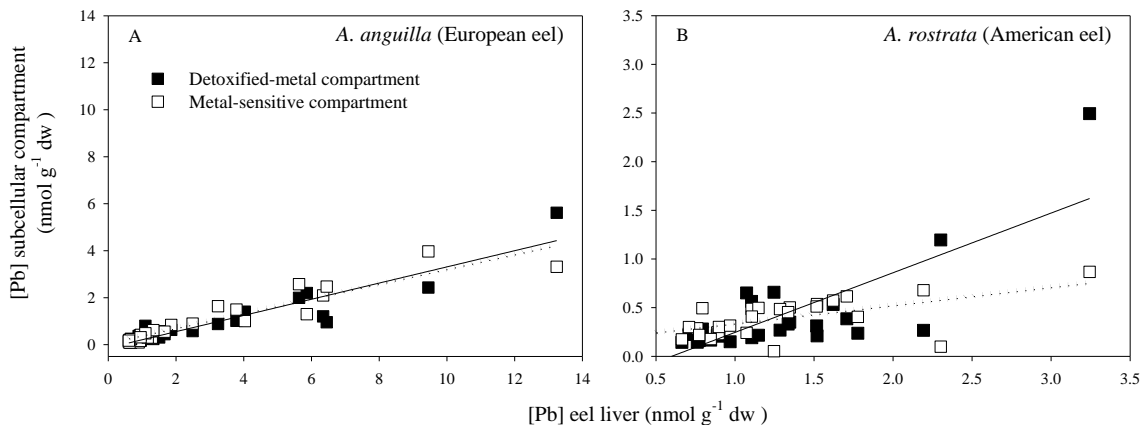 [Pb] subcellular compartment
(nmol g-1 dw)
14
12
10
8
6
4
2
0
A
A. anguilla (European eel)
Detoxified-metal compartment
Metal-sensitive compartment
0 2 4 6 8 10 12 14
3.5
3.0
2.5
2.0
1.5
1.0
0.5
0.0
B
A. rostrata (American eel)
0.5 1.0 1.5 2.0 2.5 3.0 3.5
[Pb] eel liver (nmol g-1 dw )